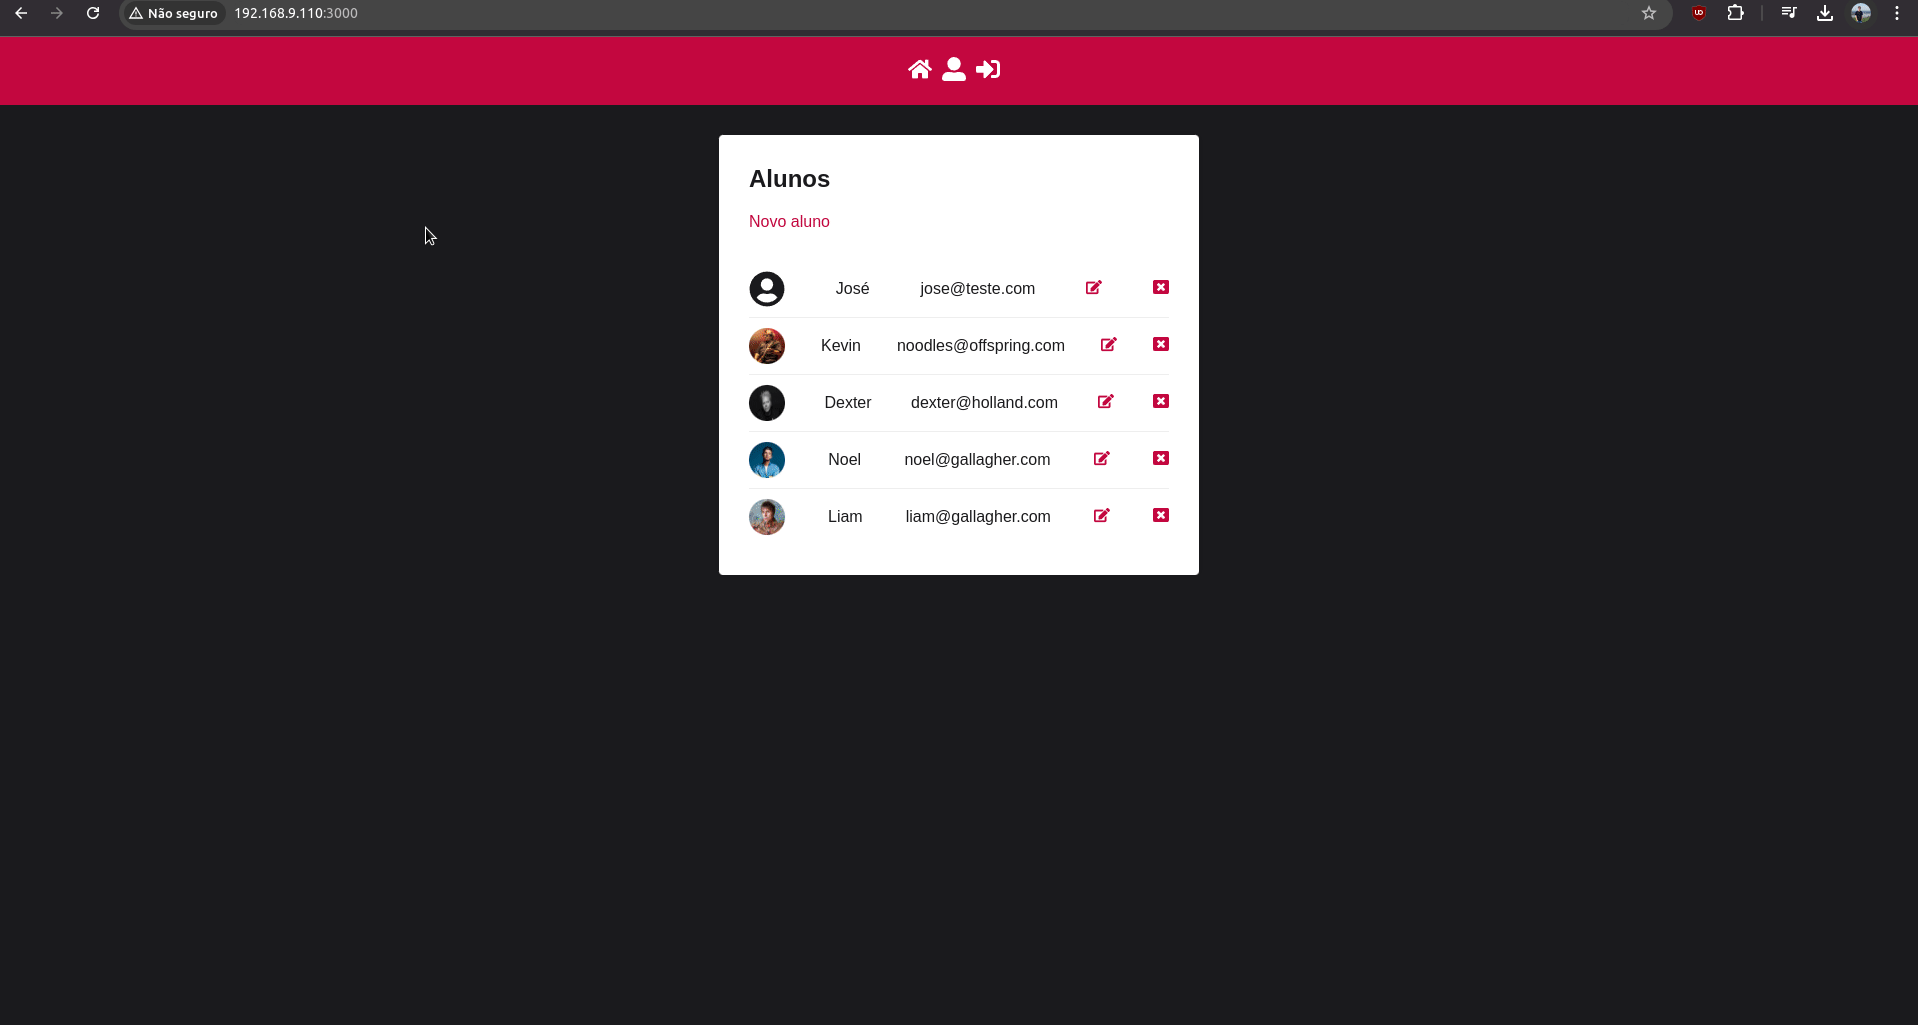 Não seguro 192.168.9.110:3000
Alunos
Novo aluno
José jose@teste.com
Kevin noodles@offspring.com
Dexter dexter@holland.com
Noel noel@gallagher.com
Liam liam@gallagher.com